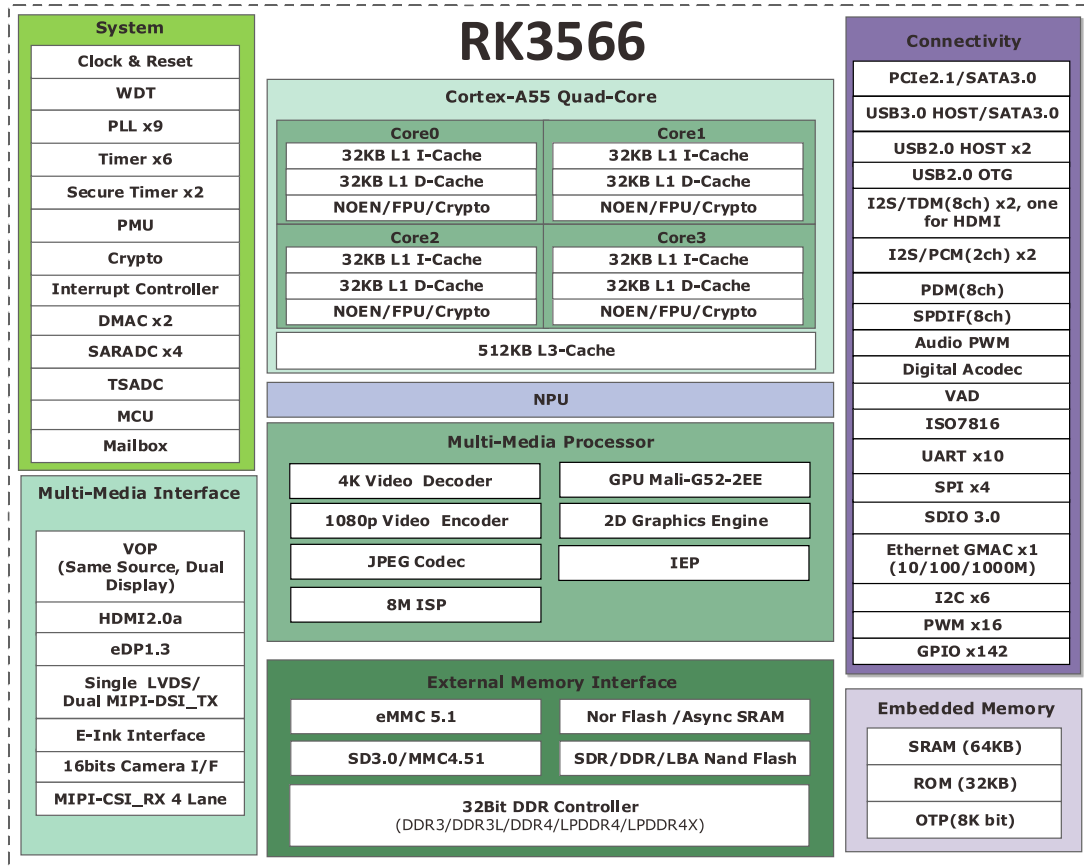 RK3566
System
Clock & Reset
WDT
PLL x9
Timer x6
Secure Timer x2
PMU
Crypto
Interrupt Controller
DMAC x2
SARADC x4
TSADC
MCU
Mailbox
Multi-Media Interface
VOP
(Same Source, Dual
Display)
HDMI2.0a
eDP1.3
Single LVDS/
Dual MIPI-DSI_TX
E-Ink Interface
16bits Camera I/F
MIPI-CSI_RX 4 Lane
Cortex-A55 Quad-Core
Core0
32KB L1 I-Cache
32KB L1 D-Cache
NOEN/FPU/Crypto
Core1
32KB L1 I-Cache
32KB L1 D-Cache
NOEN/FPU/Crypto
Core2
32KB L1 I-Cache
32KB L1 D-Cache
NOEN/FPU/Crypto
Core3
32KB L1 I-Cache
32KB L1 D-Cache
NOEN/FPU/Crypto
512KB L3-Cache
NPU
Multi-Media Processor
4K Video Decoder
1080p Video Encoder
JPEG Codec
8M ISP
GPU Mali-G52-2EE
2D Graphics Engine
IEP
External Memory Interface
eMMC 5.1
Nor Flash /Async SRAM
SD3.0/MMC4.51
SDR/DDR/LBA Nand Flash
32Bit DDR Controller
(DDR3/DDR3L/DDR4/LPDDR4/LPDDR4X)
Connectivity
PCIe2.1/SATA3.0
USB3.0 HOST/SATA3.0
USB2.0 HOST x2
USB2.0 OTG
I2S/TDM(8ch) x2, one
for HDMI
I2S/PCM(2ch) x2
PDM(8ch)
SPDIF(8ch)
Audio PWM
Digital Acodec
VAD
ISO7816
UART x10
SPI x4
SDIO 3.0
Ethernet GMAC x1
(10/100/1000M)
I2C x6
PWM x16
GPIO x142
Embedded Memory
SRAM (64KB)
ROM (32KB)
OTP(8K bit)